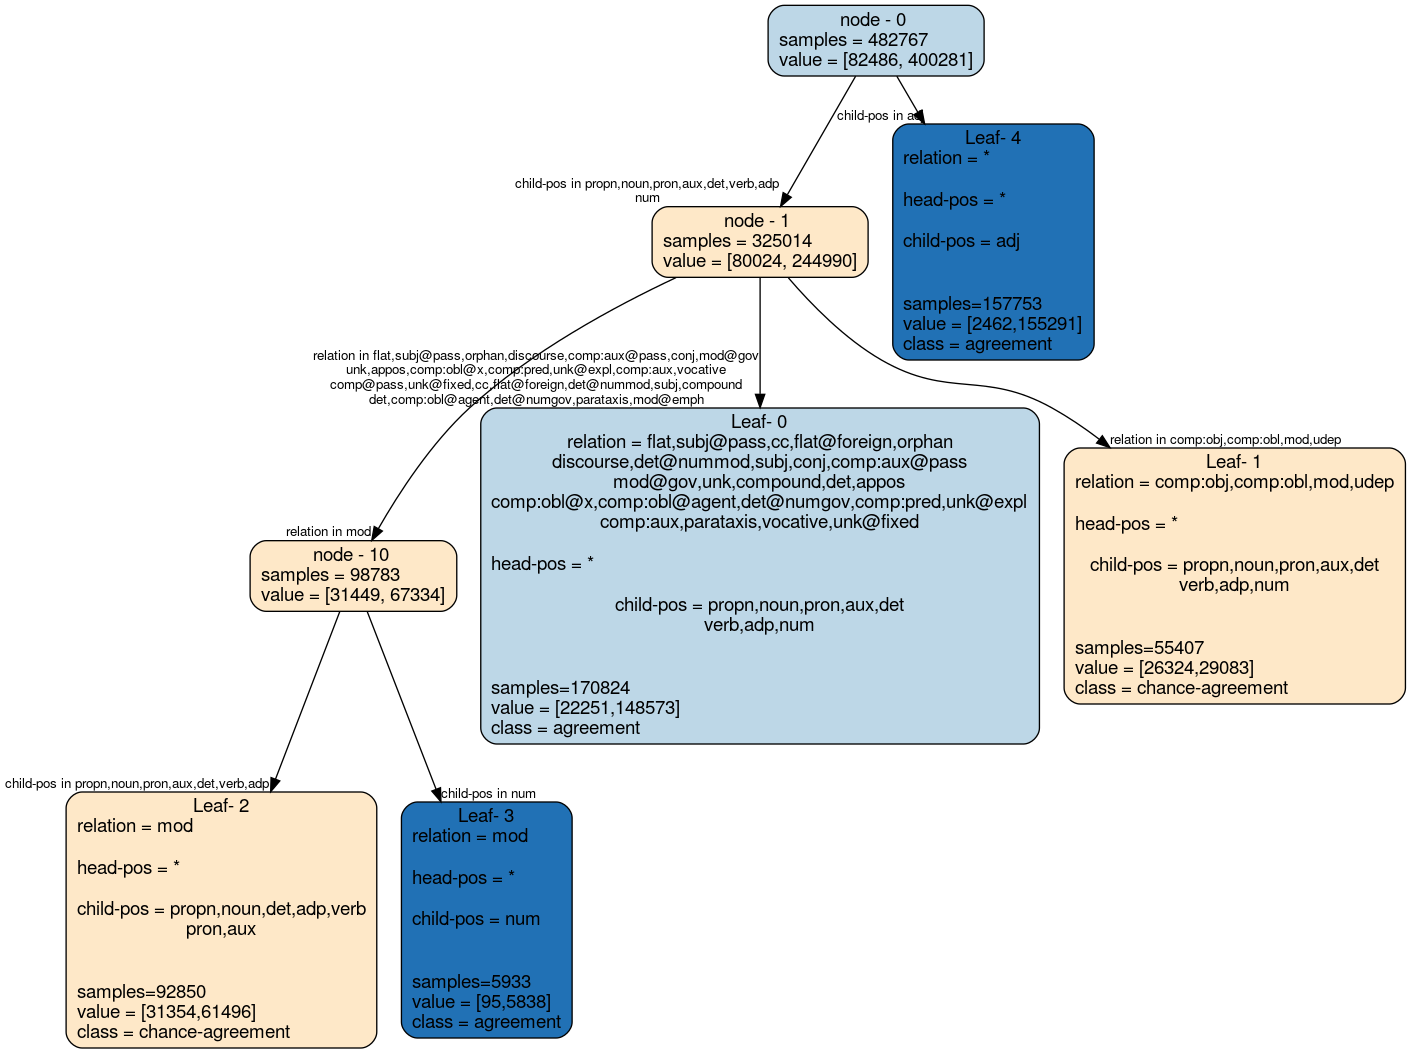 node - 0
samples = 482767
value = [82486, 400281]
child-pos in adj
Leaf- 4
relation = *
head-pos = *
child-pos = adj
samples=157753
value = [2462,155291]
class = agreement
child-pos in propn,noun,pron,aux,det,verb,adp
num
node - 1
samples = 325014
value = [80024, 244990]
relation in flat,subj@pass,orphan,discourse,comp:aux@pass,conj,mod@gov
unk,appos,comp:obl@x,comp:pred,unk@expl,comp:aux,vocative
comp@pass,unk@fixed,cc,flat@foreign,det@nummod,subj,compound
det,comp:obl@agent,det@numgov,parataxis,mod@emph
Leaf- 0
relation = flat,subj@pass,cc,flat@foreign,orphan
discourse,det@nummod,subj,conj,comp:aux@pass
mod@gov,unk,compound,det,appos
comp:obl@x,comp:obl@agent,det@numgov,comp:pred,unk@expl
comp:aux,parataxis,vocative,unk@fixed
head-pos = *
child-pos = propn,noun,pron,aux,det
verb,adp,num
samples=170824
value = [22251,148573]
class = agreement
relation in comp:obj,comp:obl,mod,udep
Leaf- 1
relation = comp:obj,comp:obl,mod,udep
head-pos = *
child-pos = propn,noun,pron,aux,det
verb,adp,num
samples=55407
value = [26324,29083]
class = chance-agreement
relation in mod
node - 10
samples = 98783
value = [31449, 67334]
child-pos in propn,noun,pron,aux,det,verb,adp
Leaf- 2
relation = mod
head-pos = *
child-pos = propn,noun,det,adp,verb
pron,aux
samples=92850
value = [31354,61496]
class = chance-agreement
child-pos in num
Leaf- 3
relation = mod
head-pos = *
child-pos = num
samples=5933
value = [95,5838]
class = agreement